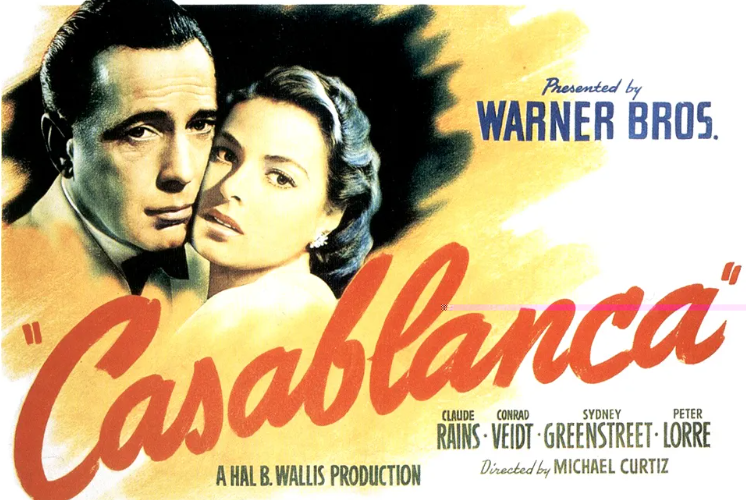 Presented by
WARNER BROS.
"Casablanca"
CLAUDE CONRAD SYDNEY PETER
RAINS · VEIDT · GREENSTREET · LORRE
A HAL B. WALLIS PRODUCTION
Directed by MICHAEL CURTIZ